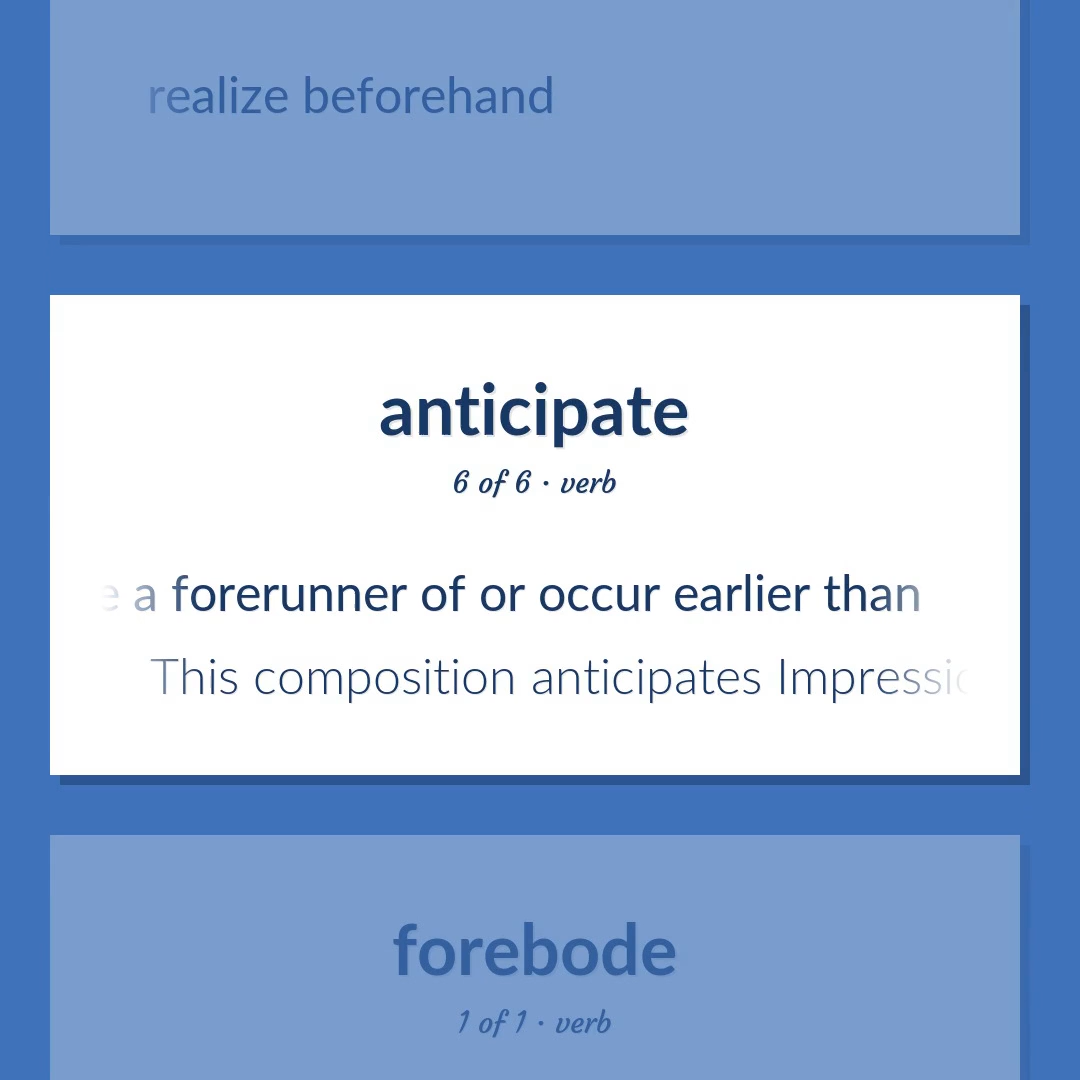 realize beforehand
anticipate
6 of 6 · verb
e a forerunner of or occur earlier than
This composition anticipates Impressi
forebode
1 of 1 · verb